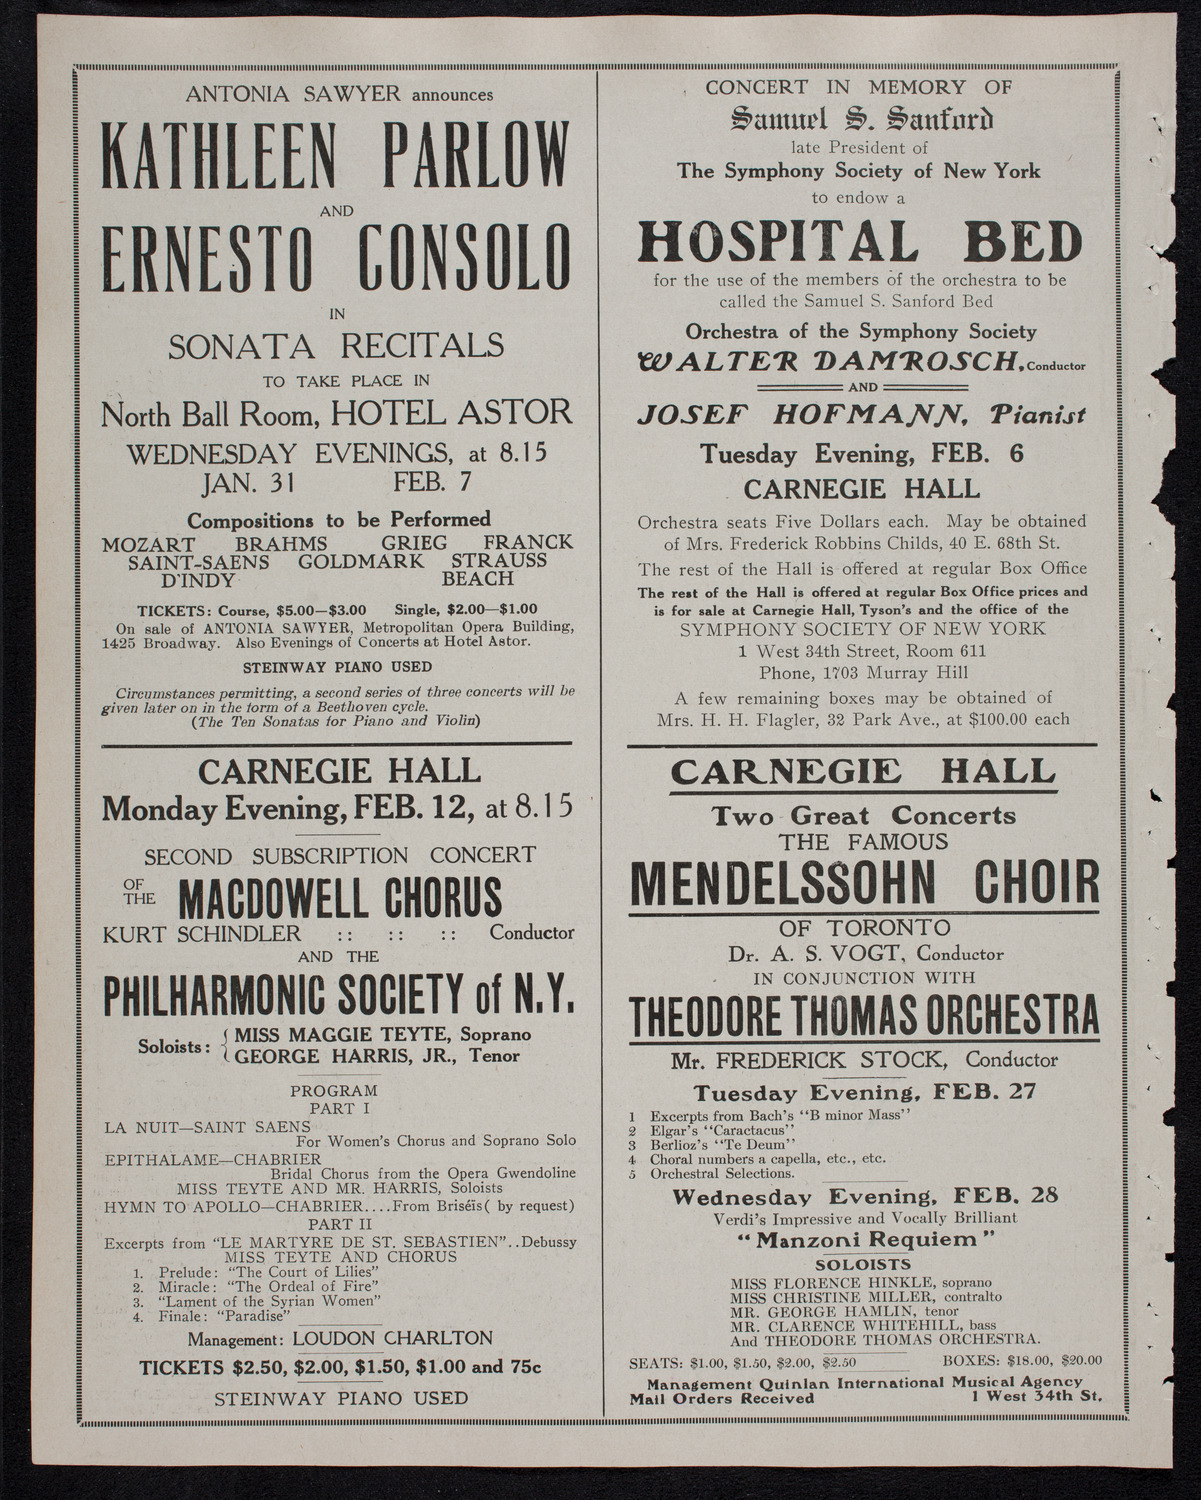 ANTONIA SAWYER announces
KATHLEEN PARLOW
AND
ERNESTO CONSOLO
IN
SONATA RECITALS
TO TAKE PLACE IN
North Ball Room, HOTEL ASTOR
WEDNESDAY EVENINGS, at 8.15
JAN. 31 FEB. 7
Compositions to be Performed
MOZART BRAHMS GRIEG FRANCK
SAINT-SAENS GOLDMARK STRAUSS
D'INDY BEACH
TICKETS: Course, $5.00—$3.00 Single, $2.00—$1.00
On sale of ANTONIA SAWYER, Metropolitan Opera Building,
1425 Broadway. Also Evenings of Concerts at Hotel Astor.
STEINWAY PIANO USED
Circumstances permitting, a second series of three concerts will be
given later on in the form of a Beethoven cycle.
(The Ten Sonatas for Piano and Violin)
CARNEGIE HALL
Monday Evening, FEB. 12, at 8.15
SECOND SUBSCRIPTION CONCERT
OF THE MACDOWELL CHORUS
KURT SCHINDLER :: :: :: Conductor
AND THE
PHILHARMONIC SOCIETY of N.Y.
Soloists: { MISS MAGGIE TEYTE, Soprano
GEORGE HARRIS, JR., Tenor
PROGRAM
PART I
LA NUIT—SAINT SAENS
For Women's Chorus and Soprano Solo
EPITHALAME—CHABRIER
Bridal Chorus from the Opera Gwendoline
MISS TEYTE AND MR. HARRIS, Soloists
HYMN TO APOLLO—CHABRIER....From Briséis( by request)
PART II
Excerpts from "LE MARTYRE DE ST. SEBASTIEN"..Debussy
MISS TEYTE AND CHORUS
1. Prelude: "The Court of Lilies"
2. Miracle: "The Ordeal of Fire"
3. "Lament of the Syrian Women"
4. Finale: "Paradise"
Management: LOUDON CHARLTON
TICKETS $2.50, $2.00, $1.50, $1.00 and 75c
STEINWAY PIANO USED
CONCERT IN MEMORY OF
Samuel S. Sanford
late President of
The Symphony Society of New York
to endow a
HOSPITAL BED
for the use of the members of the orchestra to be
called the Samuel S. Sanford Bed
Orchestra of the Symphony Society
WALTER DAMROSCH, Conductor
AND
JOSEF HOFMANN, Pianist
Tuesday Evening, FEB. 6
CARNEGIE HALL
Orchestra seats Five Dollars each. May be obtained
of Mrs. Frederick Robbins Childs, 40 E. 68th St.
The rest of the Hall is offered at regular Box Office
The rest of the Hall is offered at regular Box Office prices and
is for sale at Carnegie Hall, Tyson's and the office of the
SYMPHONY SOCIETY OF NEW YORK
1 West 34th Street, Room 611
Phone, 1703 Murray Hill
A few remaining boxes may be obtained of
Mrs. H. H. Flagler, 32 Park Ave., at $100.00 each
CARNEGIE HALL
Two Great Concerts
THE FAMOUS
MENDELSSOHN CHOIR
OF TORONTO
Dr. A. S. VOGT, Conductor
IN CONJUNCTION WITH
THEODORE THOMAS ORCHESTRA
Mr. FREDERICK STOCK, Conductor
Tuesday Evening, FEB. 27
1 Excerpts from Bach's "B minor Mass"
2 Elgar's "Caractacus"
3 Berlioz's "Te Deum"
4 Choral numbers a capella, etc., etc.
5 Orchestral Selections.
Wednesday Evening, FEB. 28
Verdi's Impressive and Vocally Brilliant
"Manzoni Requiem"
SOLOISTS
MISS FLORENCE HINKLE, soprano
MISS CHRISTINE MILLER, contralto
MR. GEORGE HAMLIN, tenor
MR. CLARENCE WHITEHILL, bass
And THEODORE THOMAS ORCHESTRA.
SEATS: $1.00, $1.50, $2.00, $2.50 BOXES: $18.00, $20.00
Management Quinlan International Musical Agency
Mail Orders Received 1 West 34th St.